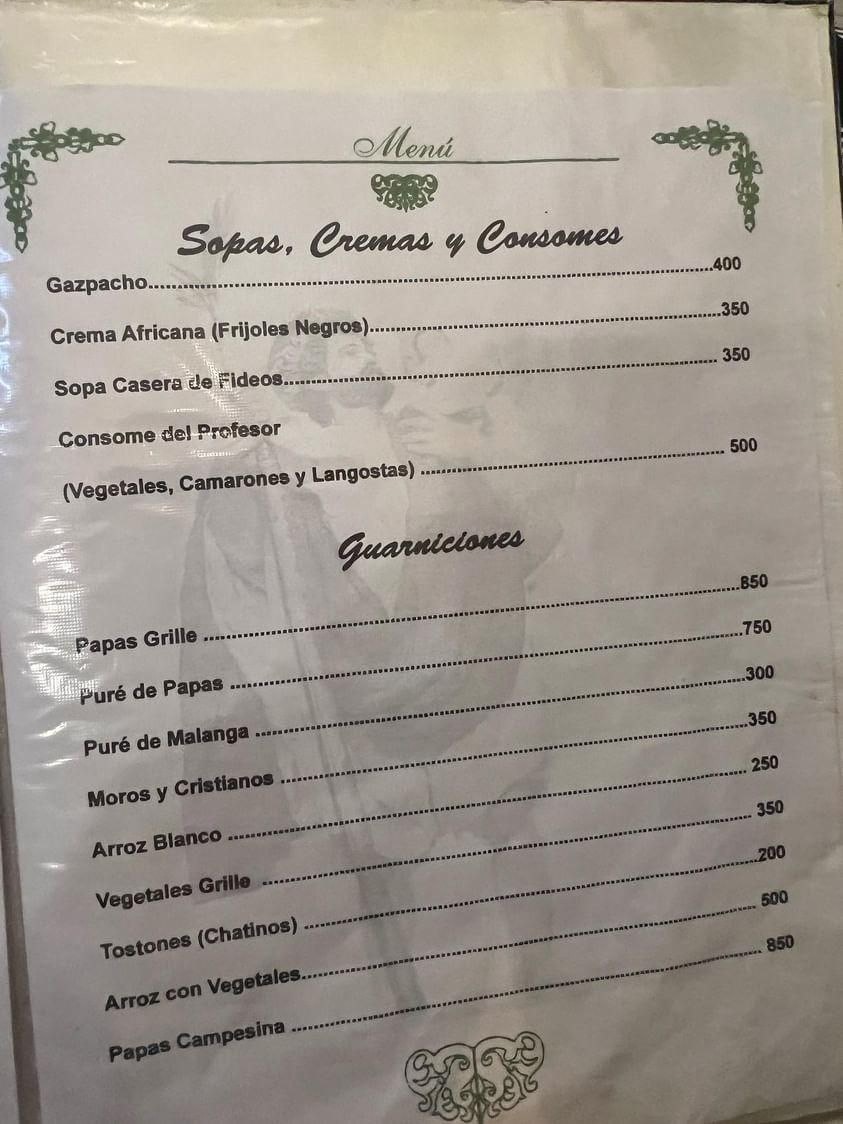 Menú
Sopas, Cremas y Consomes
Gazpacho........400
Crema Africana (Frijoles Negros)........350
Sopa Casera de Fideos........ 350
Consome del Profesor
(Vegetales, Camarones y Langostas) ........ 500
Guarniciones
Papas Grille ........850
Puré de Papas ........750
Puré de Malanga ........300
Moros y Cristianos ........350
Arroz Blanco ........ 250
Vegetales Grille ........ 350
Tostones (Chatinos) ........200
Arroz con Vegetales........ 500
Papas Campesina ........ 850